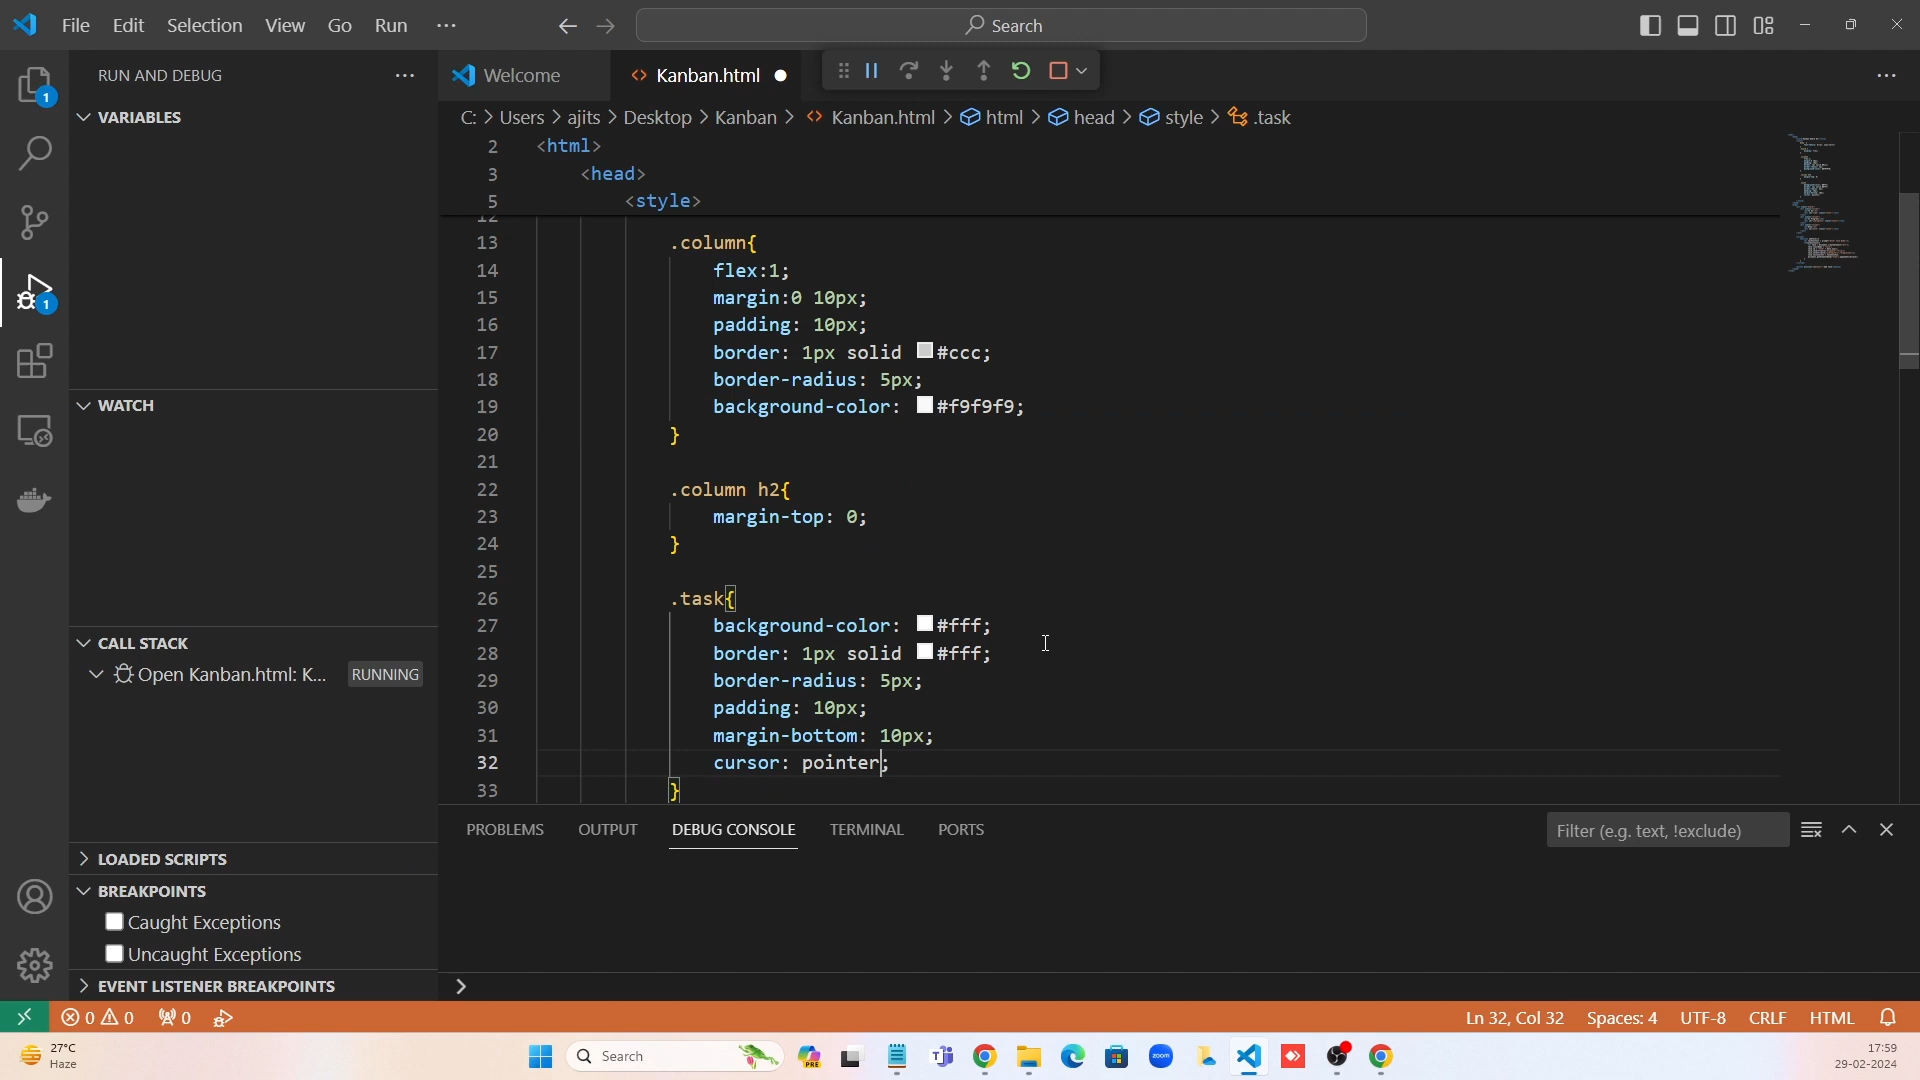 File Edit Selection View Go Run ...
Search
RUN AND DEBUG
Welcome
Kanban.html
1
VARIABLES
C: > Users > ajits > Desktop > Kanban > Kanban.html > html > head > style > .task
2 <html>
3 <head>
5 <style>
12
13 .column{
14 flex:1;
15 margin:0 10px;
16 padding: 10px;
17 border: 1px solid #ccc;
18 border-radius: 5px;
19 background-color: #f9f9f9;
20 }
21
22 .column h2{
23 margin-top: 0;
24 }
25
26 .task{
27 background-color: #fff;
28 border: 1px solid #fff;
29 border-radius: 5px;
30 padding: 10px;
31 margin-bottom: 10px;
32 cursor: pointer;
33 }
1
WATCH
CALL STACK
Open Kanban.html: K... RUNNING
LOADED SCRIPTS
BREAKPOINTS
Caught Exceptions
Uncaught Exceptions
EVENT LISTENER BREAKPOINTS
PROBLEMS OUTPUT DEBUG CONSOLE TERMINAL PORTS
Filter (e.g. text, !exclude)
0 0 0
Ln 32, Col 32 Spaces: 4 UTF-8 CRLF HTML
27°C
Haze
Search
PRE
zoom
17:59
29-02-2024